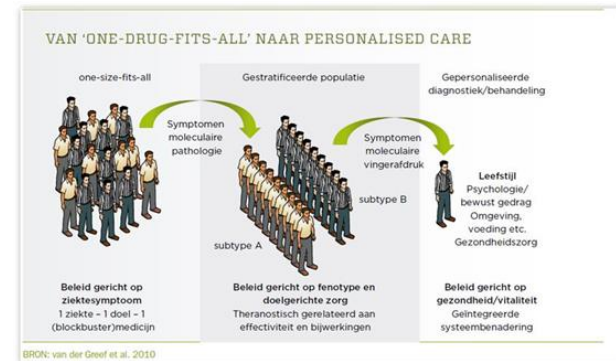 VAN 'ONE-DRUG-FITS-ALL' NAAR PERSONALISED CARE
one-size-fits-all
Symptomen
moleculaire
pathologie
Beleid gericht op
ziektesymptoom
1 ziekte – 1 doel – 1
(blockbuster)medicijn
Gestratificeerde populatie
subtype A
subtype B
Symptomen
moleculaire
vingerafdruk
Beleid gericht op fenotype en
doelgerichte zorg
Theranostisch gerelateerd aan
effectiviteit en bijwerkingen
Gepersonaliseerde
diagnostiek/behandeling
Leefstijl
Psychologie/
bewust gedrag
Omgeving,
voeding etc.
Gezondheidszorg
Beleid gericht op
gezondheid/vitaliteit
Geïntegreerde
systeembenadering
BRON: van der Greef et al. 2010